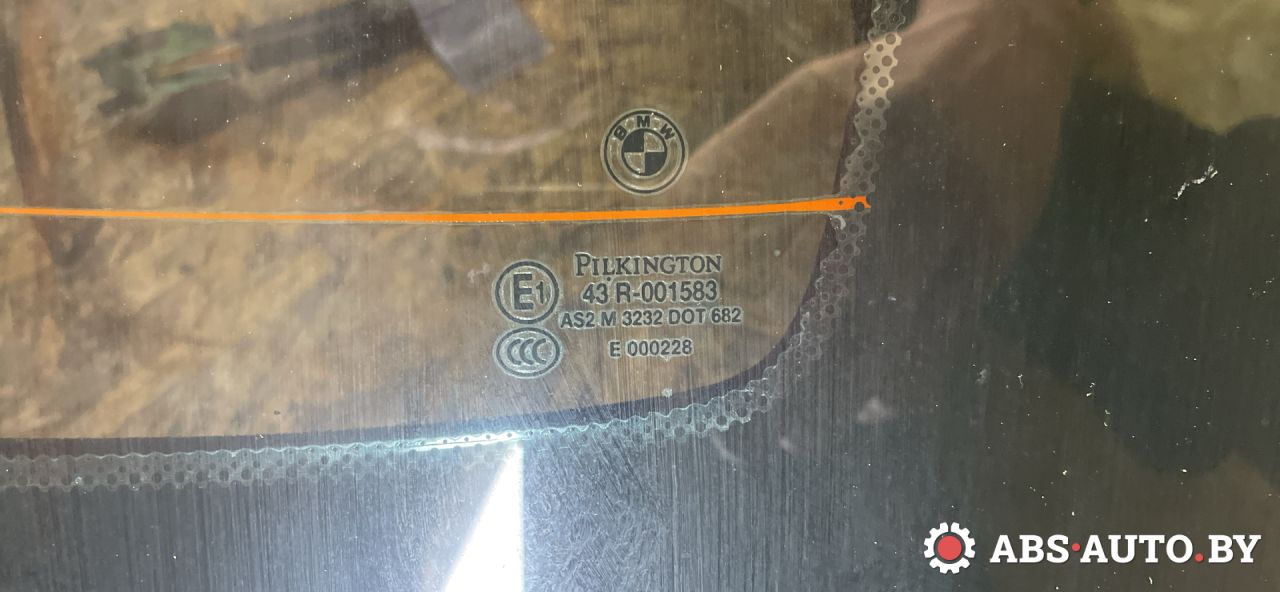 BMW
PILKINGTON
E1
43 R-001583
AS2 M 3232 DOT 682
CCC
E 000228
ABS·AUTO.BY